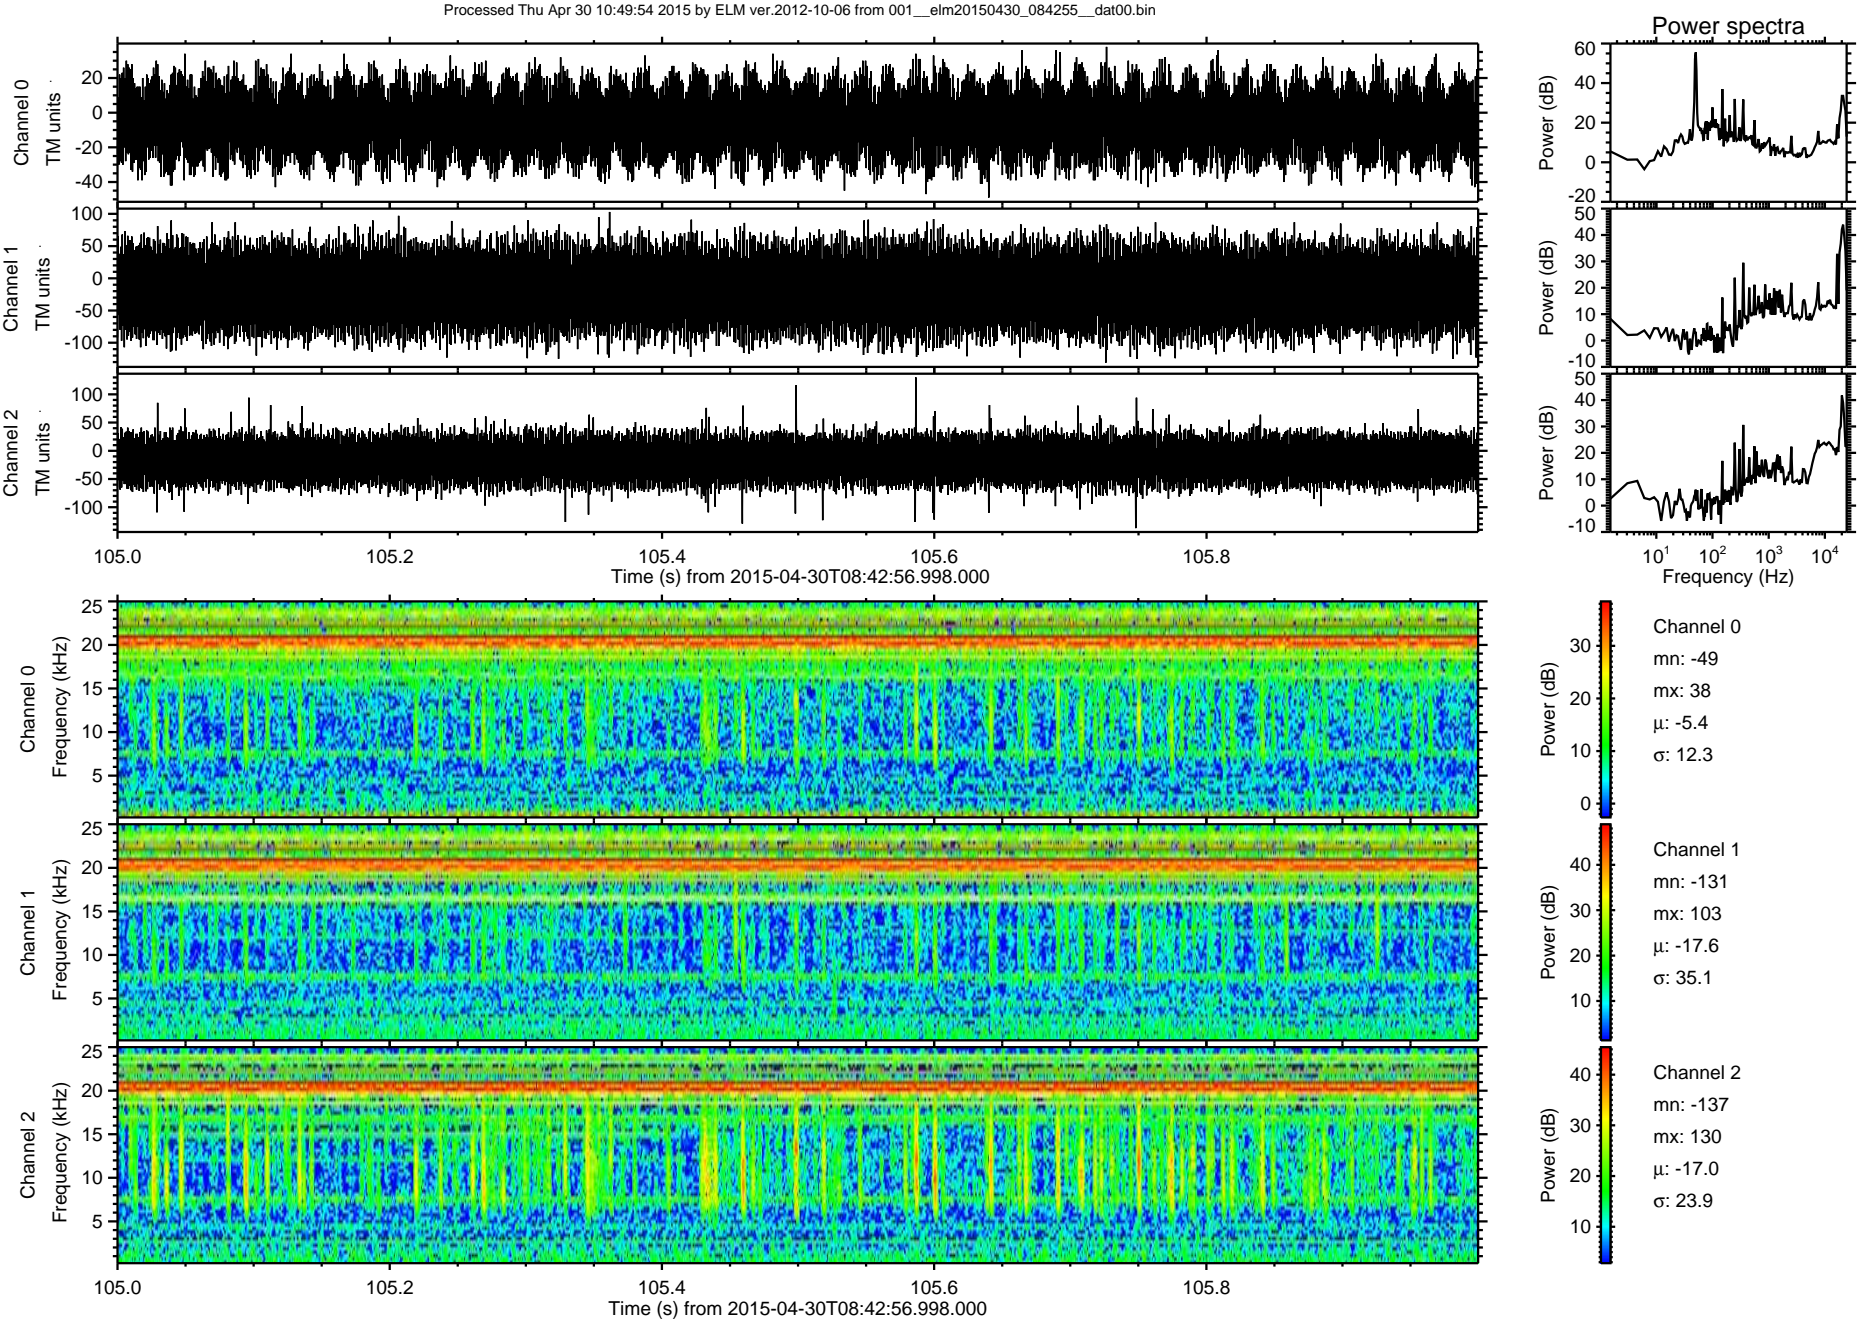 Processed Thu Apr 30 10:49:54 2015 by ELM ver.2012-10-06 from 001__elm20150430_084255__dat00.bin
Power spectra
Channel 0
TM units
20
0
-20
-40
Power (dB)
60
40
20
0
-20
Channel 1
TM units
100
50
0
-50
-100
Power (dB)
50
40
30
20
10
0
-10
Channel 2
TM units
100
50
0
-50
-100
Power (dB)
50
40
30
20
10
0
-10
105.0 105.2 105.4 105.6 105.8
Time (s) from 2015-04-30T08:42:56.998.000
10^1 10^2 10^3 10^4
Frequency (Hz)
Channel 0
Frequency (kHz)
25
20
15
10
5
Power (dB)
30
20
10
0
Channel 0
mn: -49
mx: 38
μ: -5.4
σ: 12.3
Channel 1
Frequency (kHz)
25
20
15
10
5
Power (dB)
40
30
20
10
Channel 1
mn: -131
mx: 103
μ: -17.6
σ: 35.1
Channel 2
Frequency (kHz)
25
20
15
10
5
Power (dB)
40
30
20
10
Channel 2
mn: -137
mx: 130
μ: -17.0
σ: 23.9
105.0 105.2 105.4 105.6 105.8
Time (s) from 2015-04-30T08:42:56.998.000